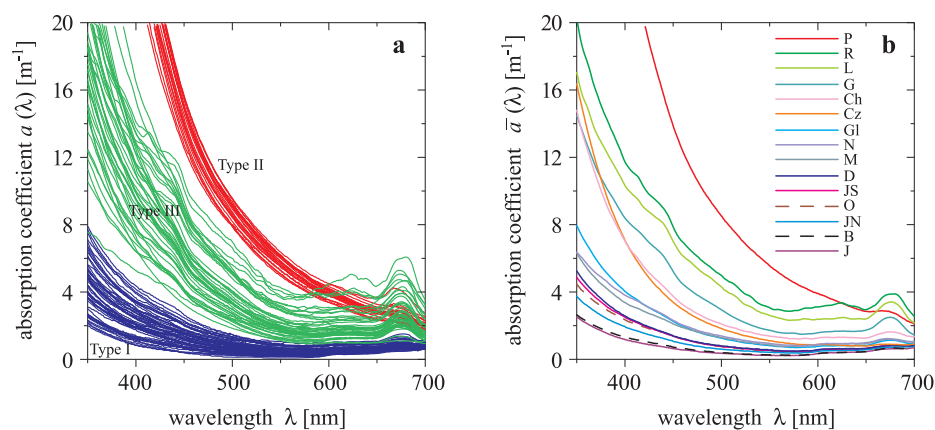 a
absorption coefficient a (λ) [m⁻¹]
20
16
12
8
4
0
Type II
Type III
Type I
400
500
600
700
wavelength λ [nm]
b
absorption coefficient a̅ (λ) [m⁻¹]
20
16
12
8
4
0
P
R
L
G
Ch
Cz
Gl
N
M
D
JS
O
JN
B
J
400
500
600
700
wavelength λ [nm]